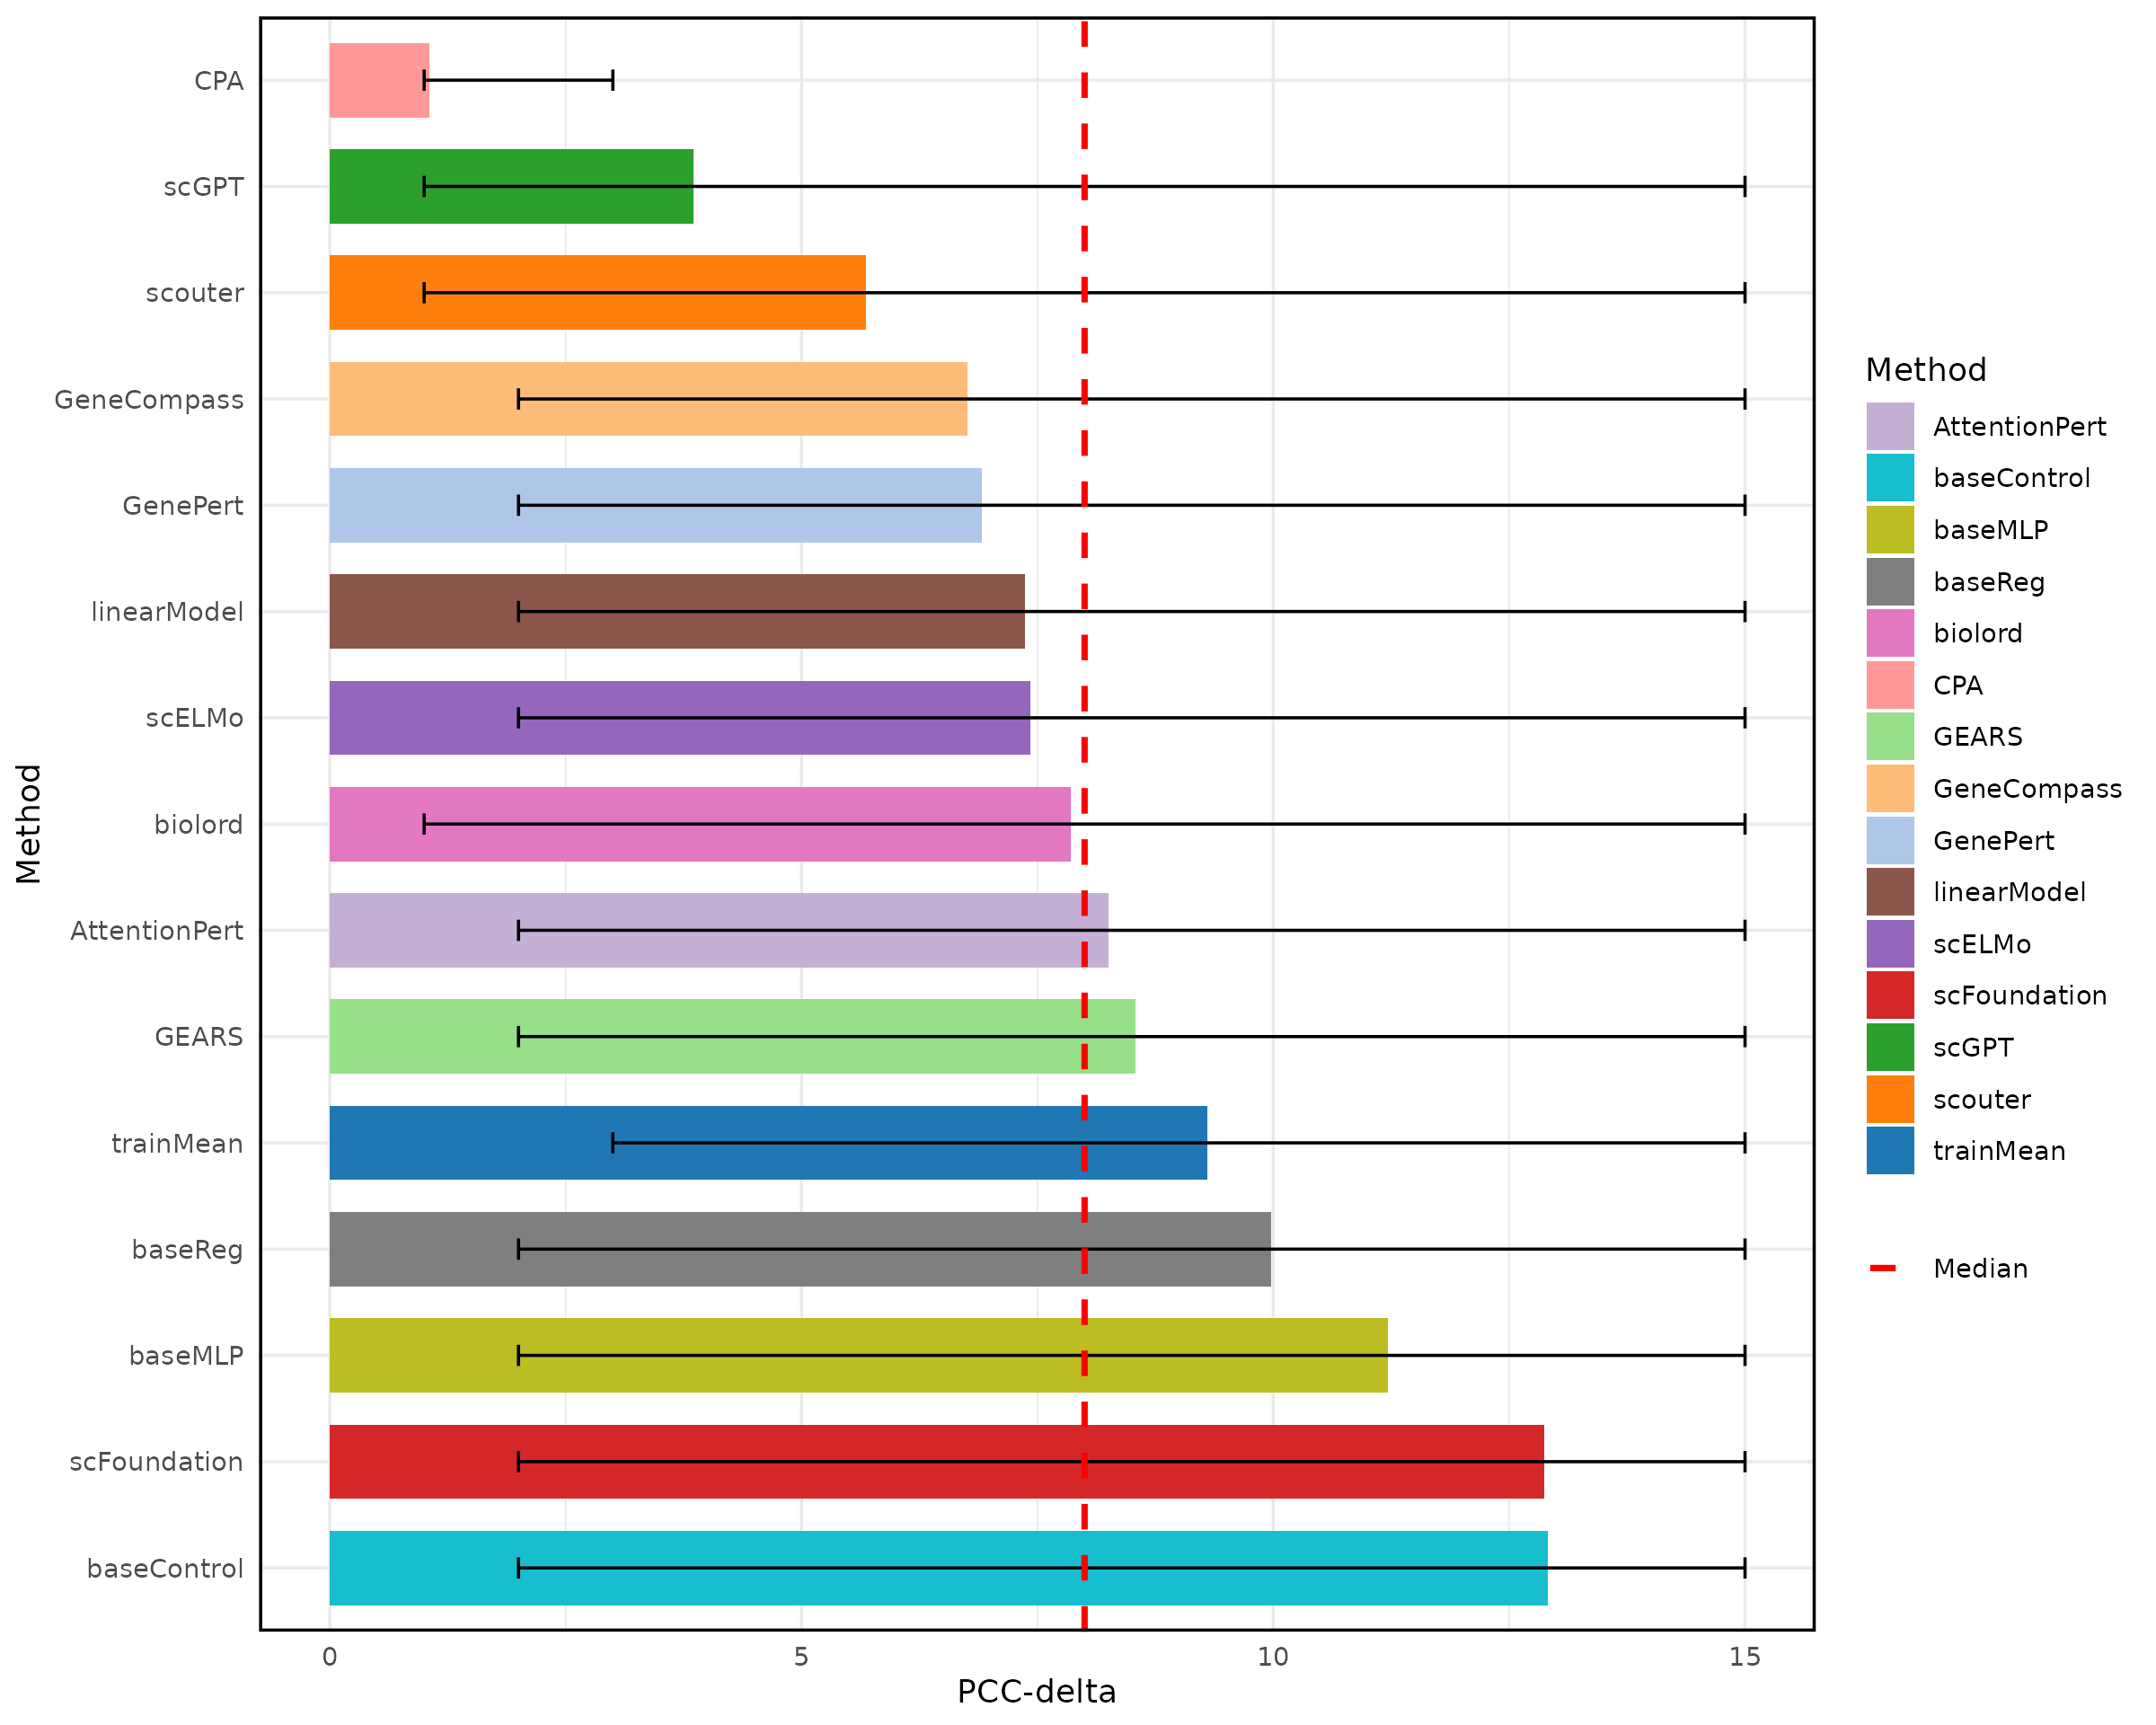 CPA
scGPT
scouter
GeneCompass
GenePert
linearModel
scELMo
biolord
AttentionPert
GEARS
trainMean
baseReg
baseMLP
scFoundation
baseControl
Method
0 5 10 15
PCC-delta
Method
AttentionPert
baseControl
baseMLP
baseReg
biolord
CPA
GEARS
GeneCompass
GenePert
linearModel
scELMo
scFoundation
scGPT
scouter
trainMean
Median